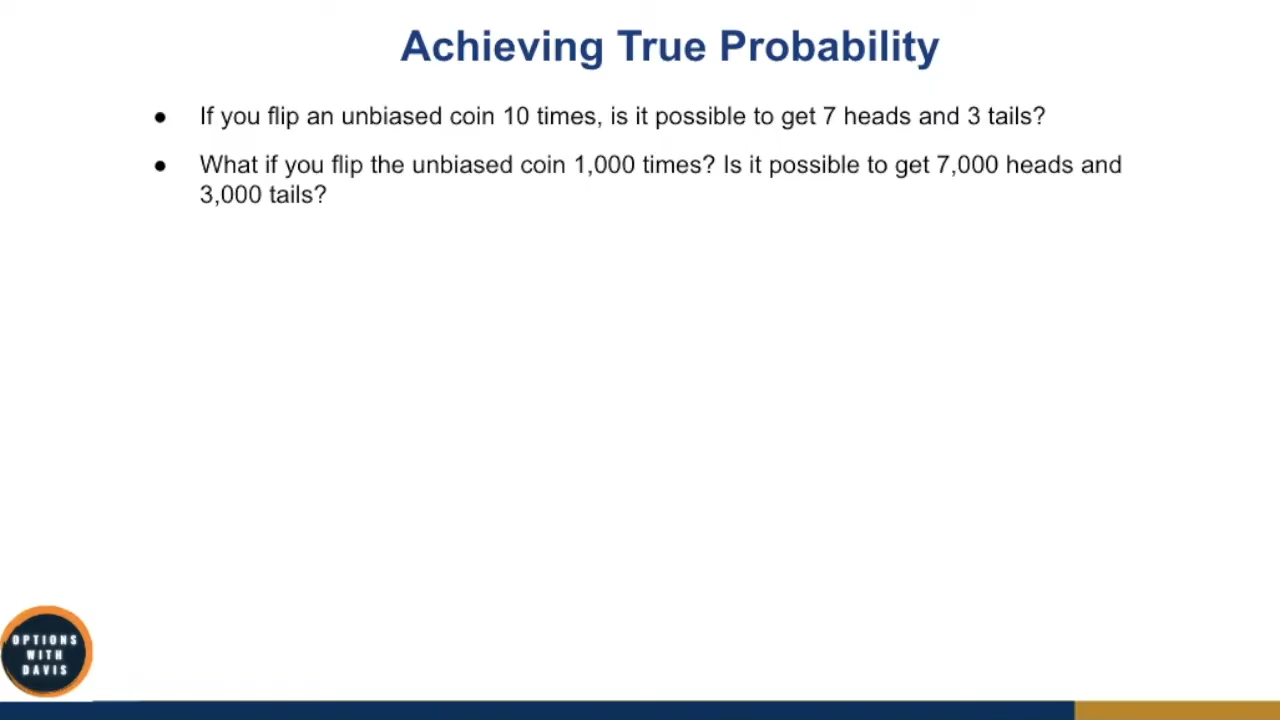 Achieving True Probability
● If you flip an unbiased coin 10 times, is it possible to get 7 heads and 3 tails?
● What if you flip the unbiased coin 1,000 times? Is it possible to get 7,000 heads and
3,000 tails?
OPTIONS
WITH
DAVIS